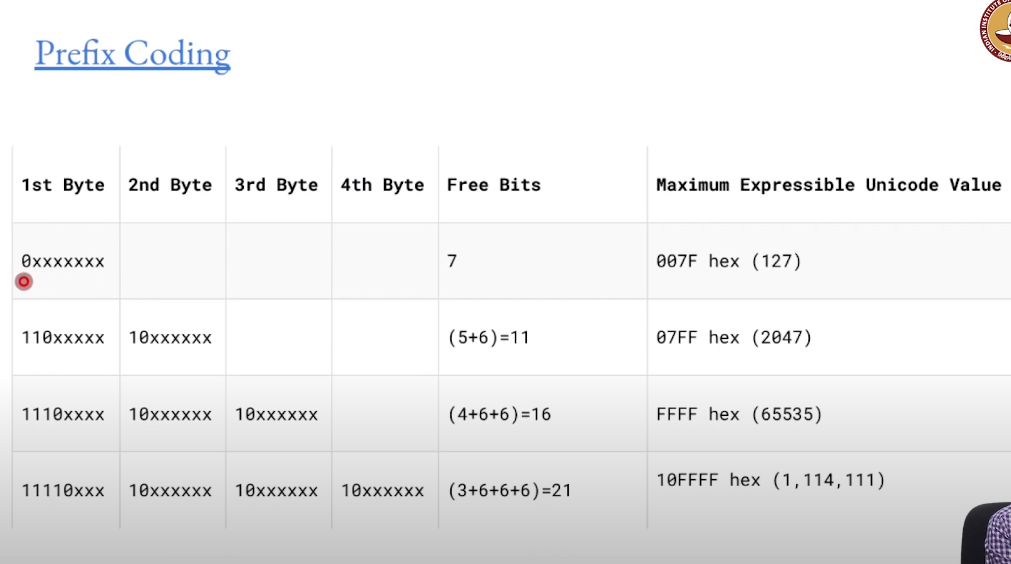 Prefix Coding
1st Byte 2nd Byte 3rd Byte 4th Byte Free Bits Maximum Expressible Unicode Value
0xxxxxxx 7 007F hex (127)
110xxxxx 10xxxxxx (5+6)=11 07FF hex (2047)
1110xxxx 10xxxxxx 10xxxxxx (4+6+6)=16 FFFF hex (65535)
11110xxx 10xxxxxx 10xxxxxx 10xxxxxx (3+6+6+6)=21 10FFFF hex (1,114,111)